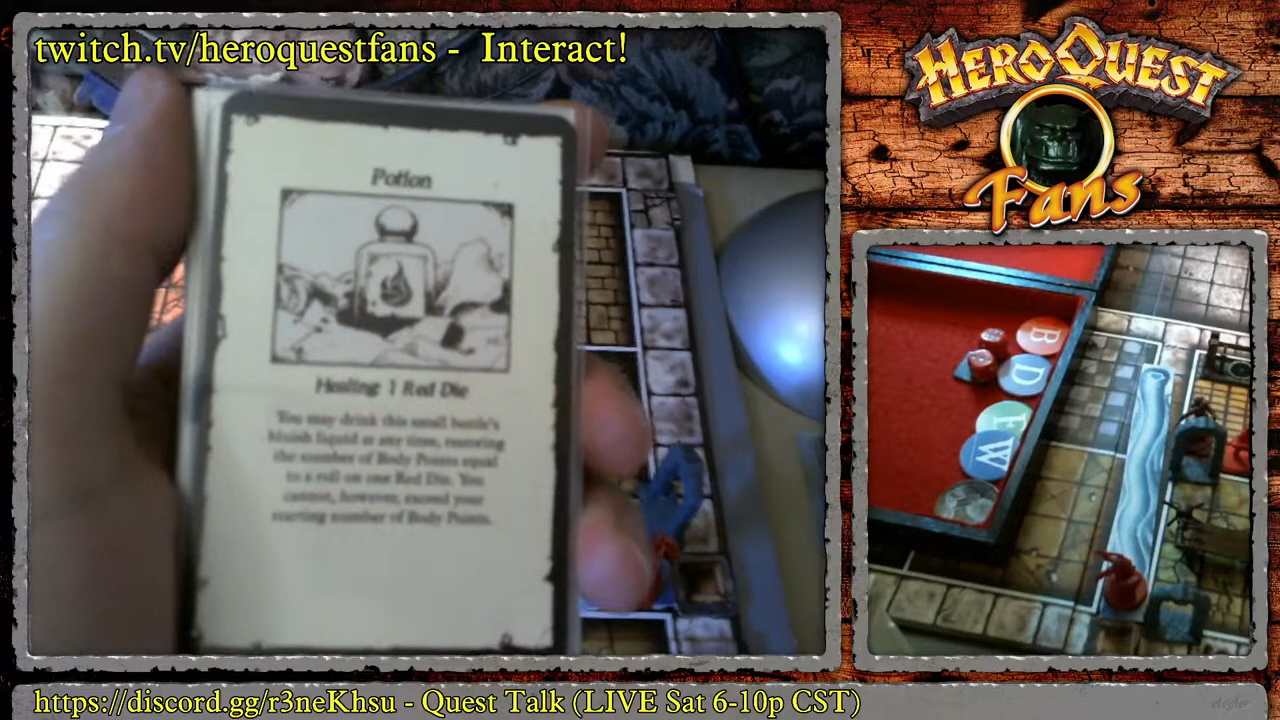 twitch.tv/heroquestfans - Interact!
HeroQuest
Fans
Potion
Healing: 1 Red Die
You may drink this small bottle's
bluish liquid at any time, restoring
the number of Body Points equal
to a roll on one Red Die. You
cannot, however, exceed your
starting number of Body Points.
B
D
W
https://discord.gg/r3neKhsu - Quest Talk (LIVE Sat 6-10p CST)